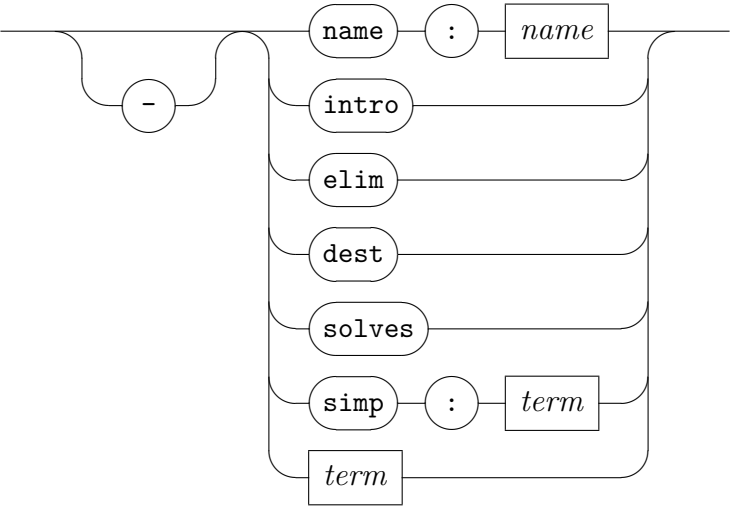 name : name
- intro
elim
dest
solves
simp : term
term